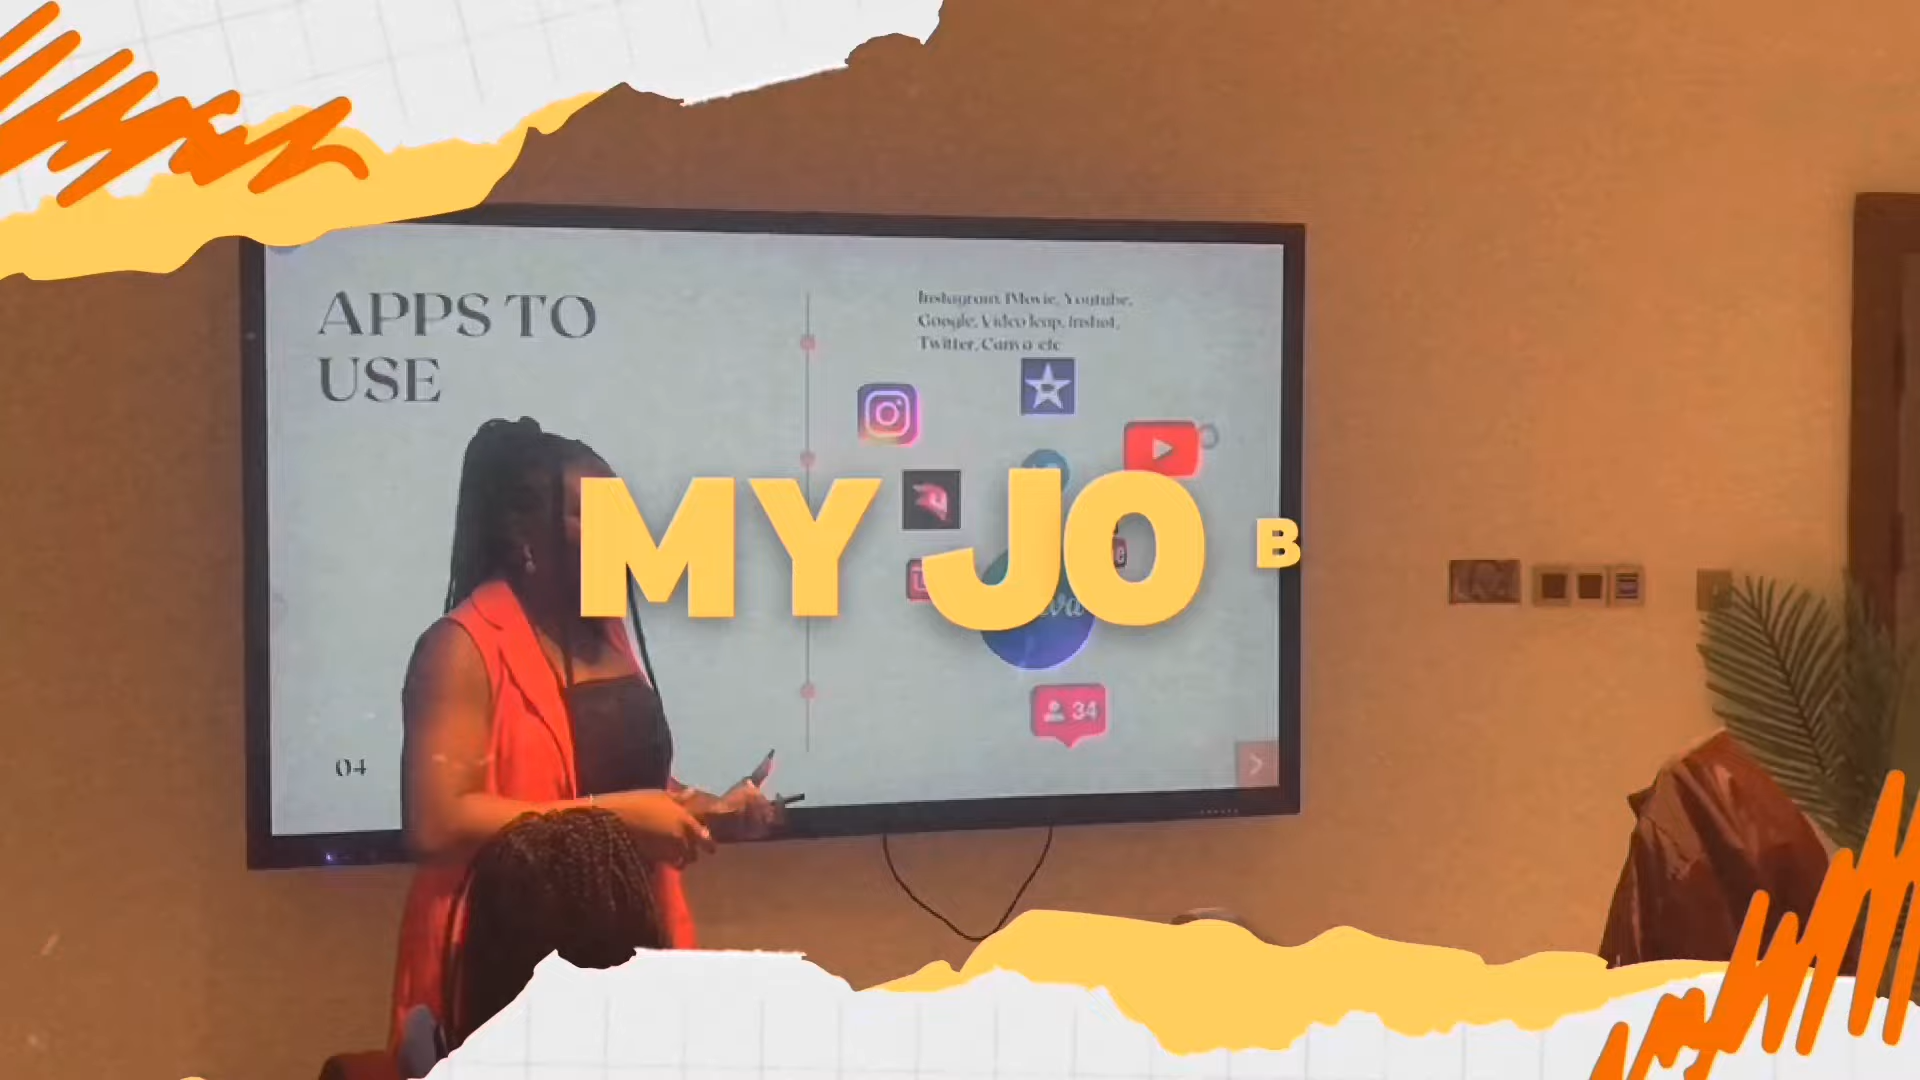 APPS TO
USE
Instagram, IMovie, Youtube,
Google, Video leap, Inshot,
Twitter, Canva etc
MY JO B
34
04